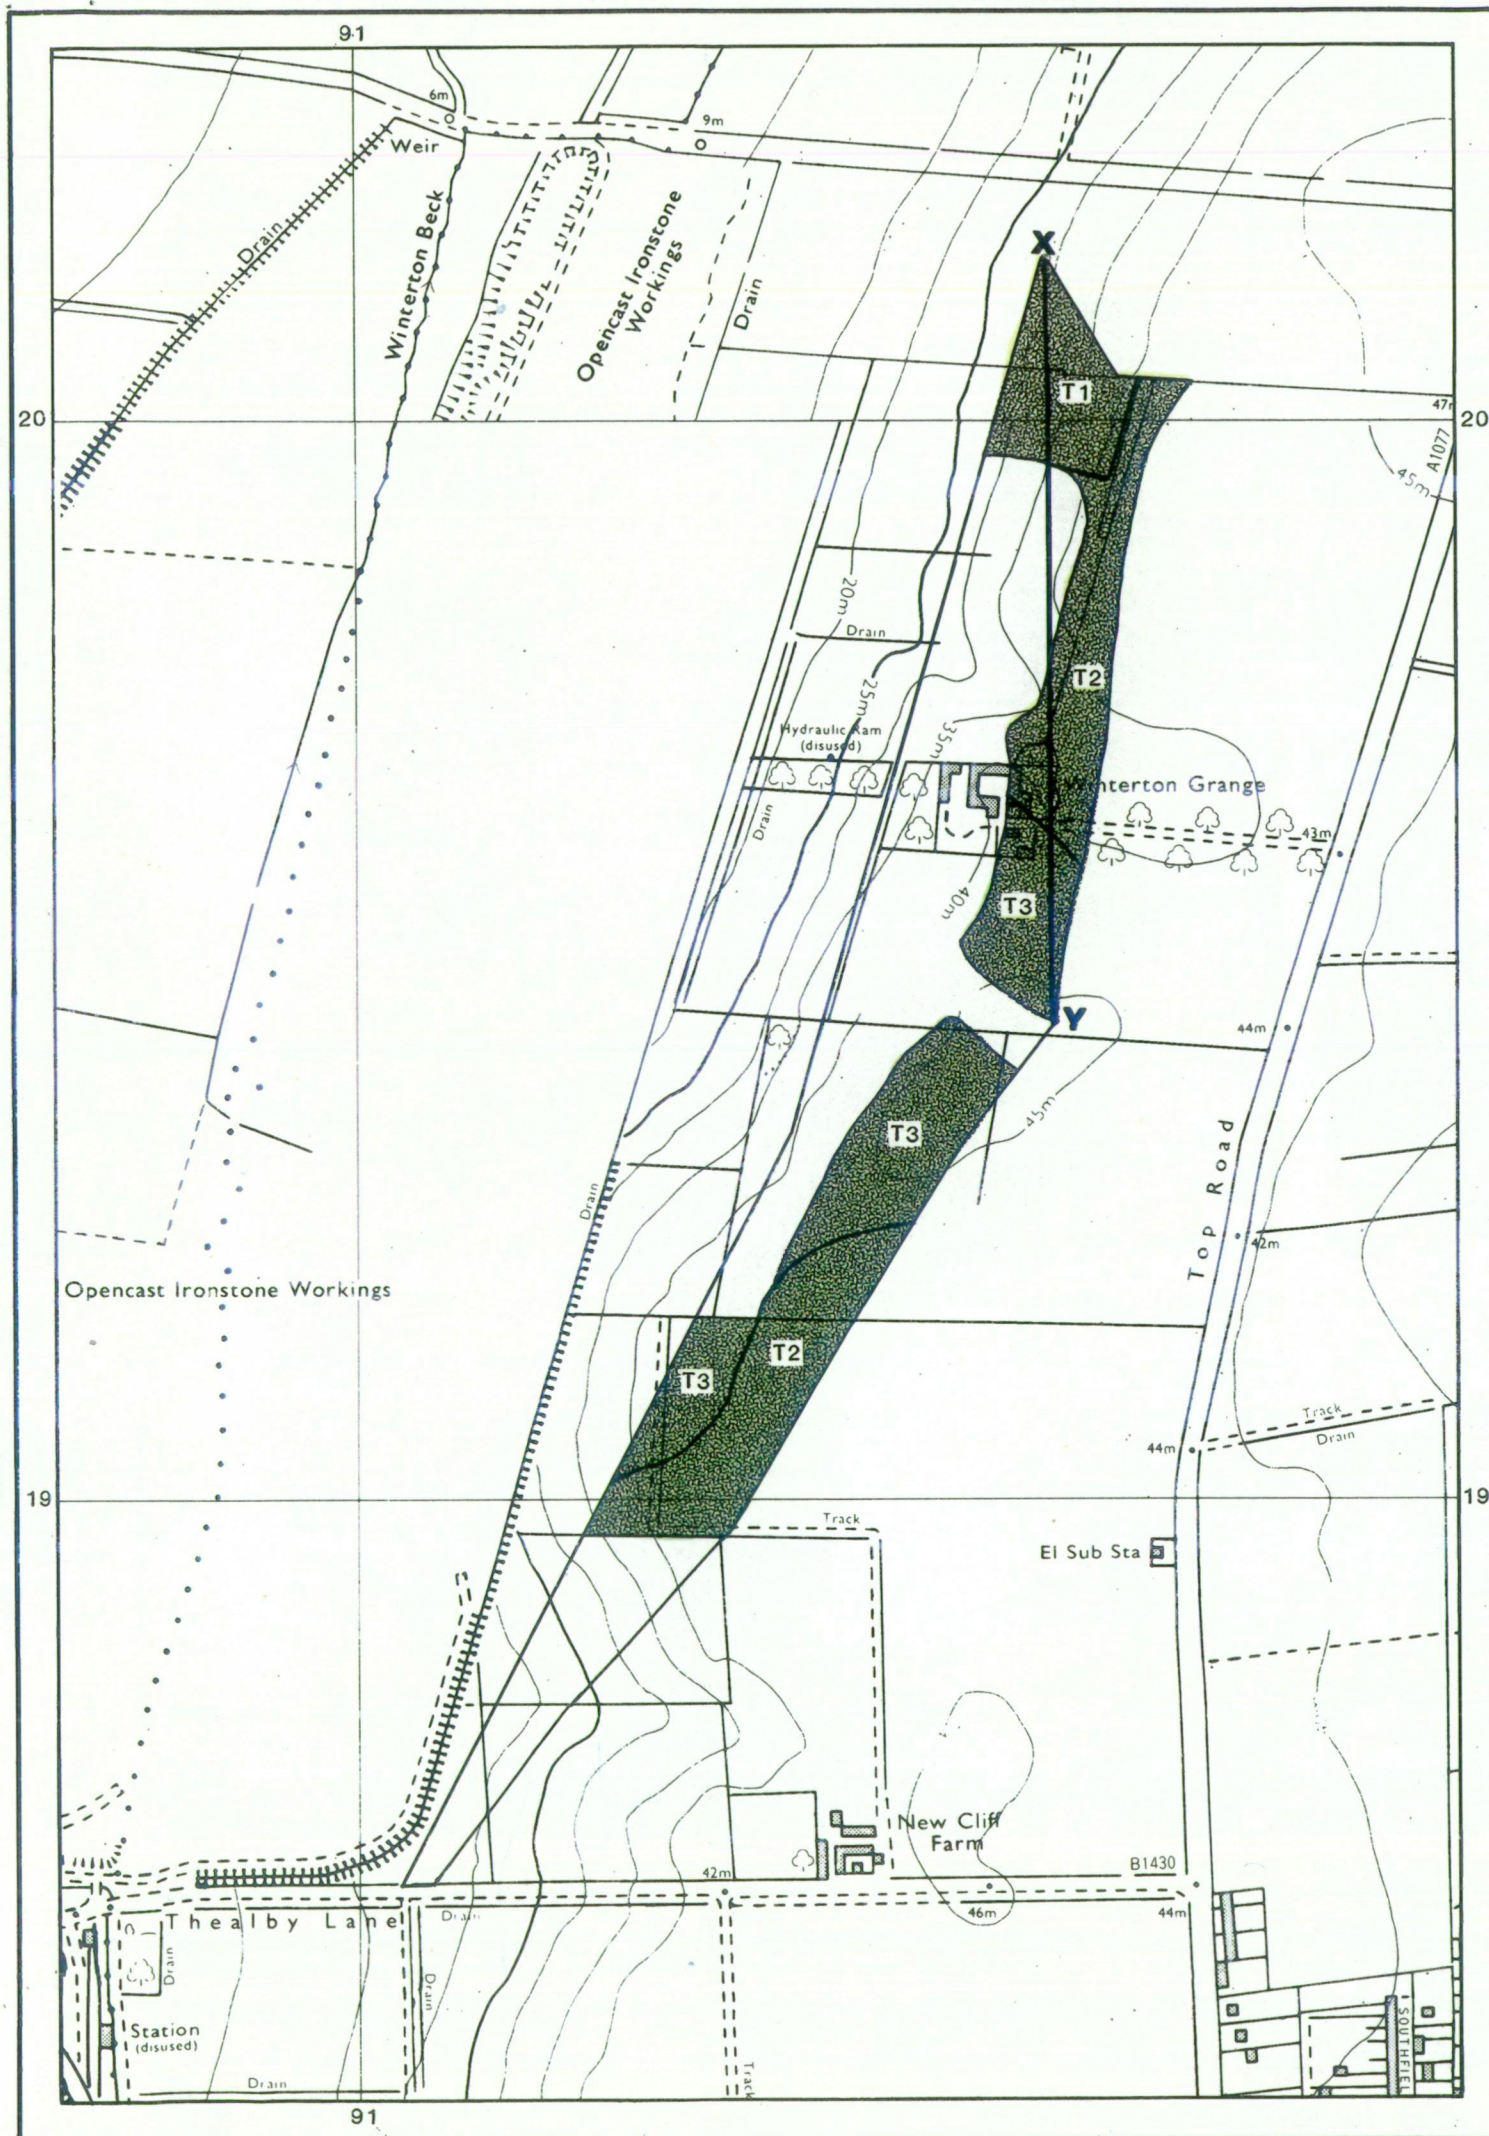 91
6m
9m
Weir
Drain
Winterton Beck
Opencast Ironstone
Workings
Drain
X
T1
20
47m
20
A1077
45m
20m
Drain
25m
T2
Hydraulic Ram
(disused)
35m
Winterton Grange
Drain
43m
40m
T3
Y
44m
45m
T3
Drain
Top Road
42m
Opencast Ironstone Workings
T2
T3
Track
Drain
44m
19
19
Track
El Sub Sta
New Cliff
Farm
B1430
42m
46m
44m
Thealby Lane
Drain
Drain
Drain
Station
(disused)
SOUTHFIEL
Track
Drain
91